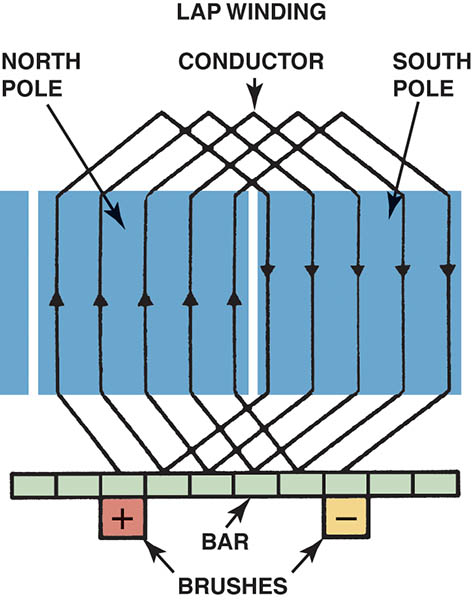 LAP WINDING
NORTH
POLE
CONDUCTOR
SOUTH
POLE
+
−
BAR
BRUSHES